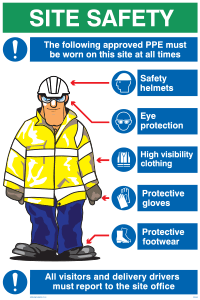 SITE SAFETY
The following approved PPE must
be worn on this site at all times
Safety
helmets
Eye
protection
High visibility
clothing
Protective
gloves
Protective
footwear
All visitors and delivery drivers
must report to the site office